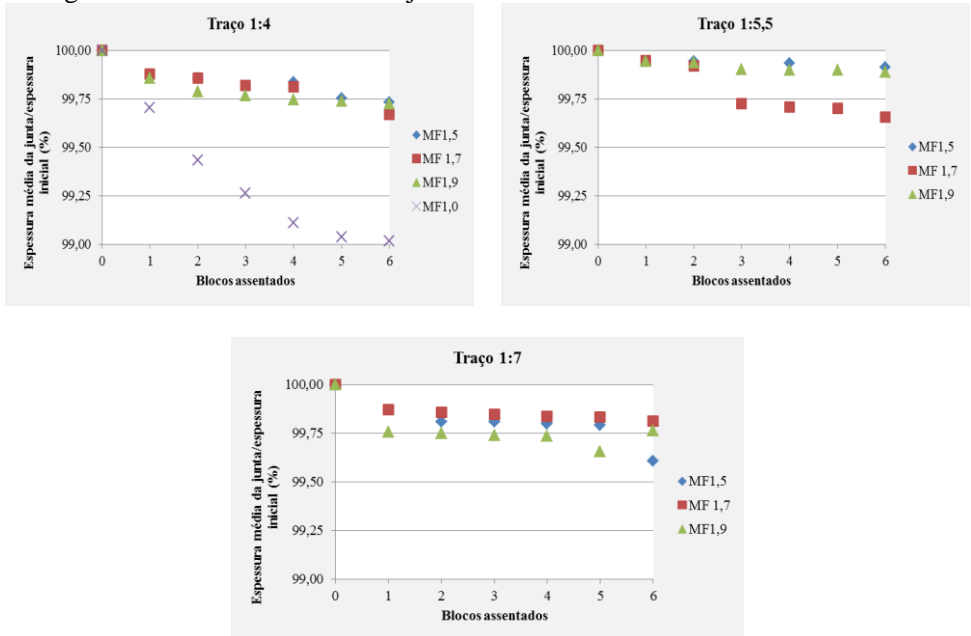 Traço 1:4
Espessura média da junta/espessura
inicial (%)
100,00
99,75
99,50
99,25
99,00
0 1 2 3 4 5 6
Blocos assentados
MF1,5
MF 1,7
MF1,9
MF1,0
Traço 1:5,5
Espessura média da junta/espessura
inicial (%)
100,00
99,75
99,50
99,25
99,00
0 1 2 3 4 5 6
Blocos assentados
MF1,5
MF 1,7
MF1,9
Traço 1:7
Espessura média da junta/espessura
inicial (%)
100,00
99,75
99,50
99,25
99,00
0 1 2 3 4 5 6
Blocos assentados
MF1,5
MF 1,7
MF1,9